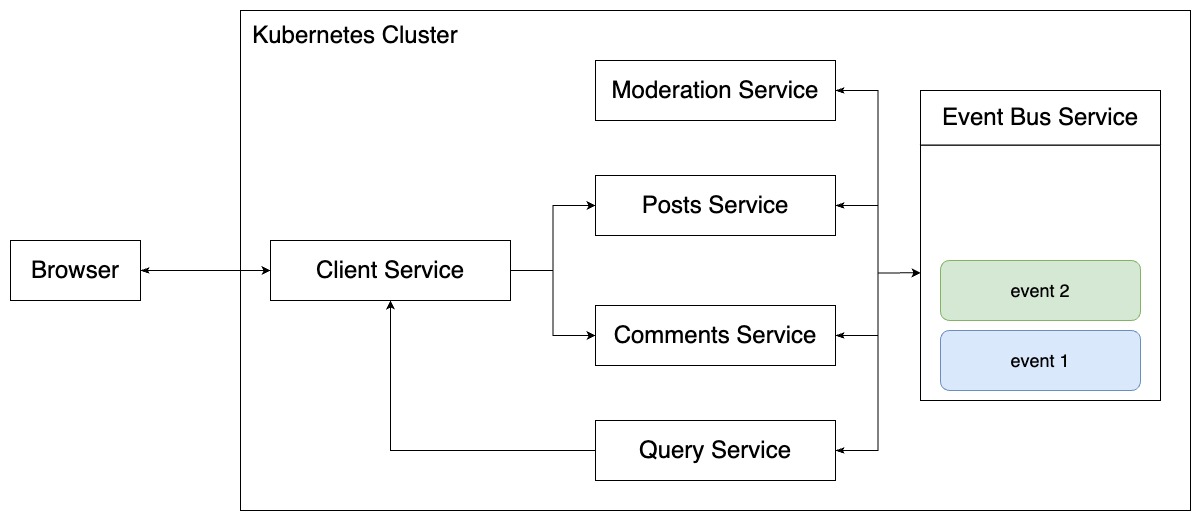 Kubernetes Cluster
Moderation Service
Event Bus Service
Posts Service
Browser
Client Service
event 2
Comments Service
event 1
Query Service